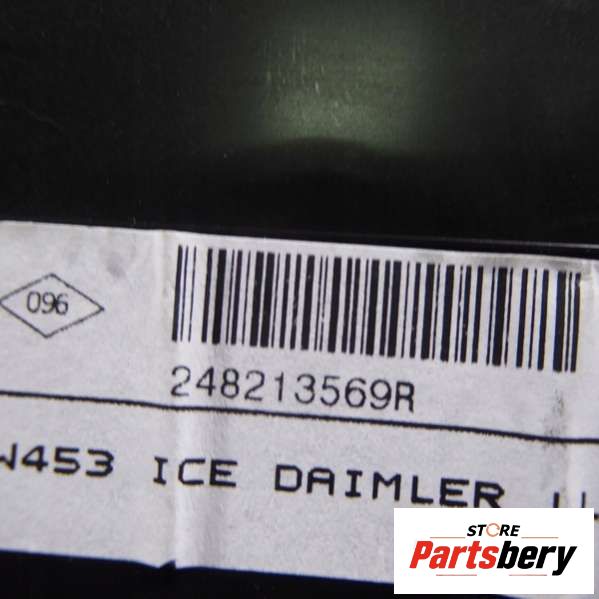 096
248213569R
W453 ICE DAIMLER
STORE
Partsbery